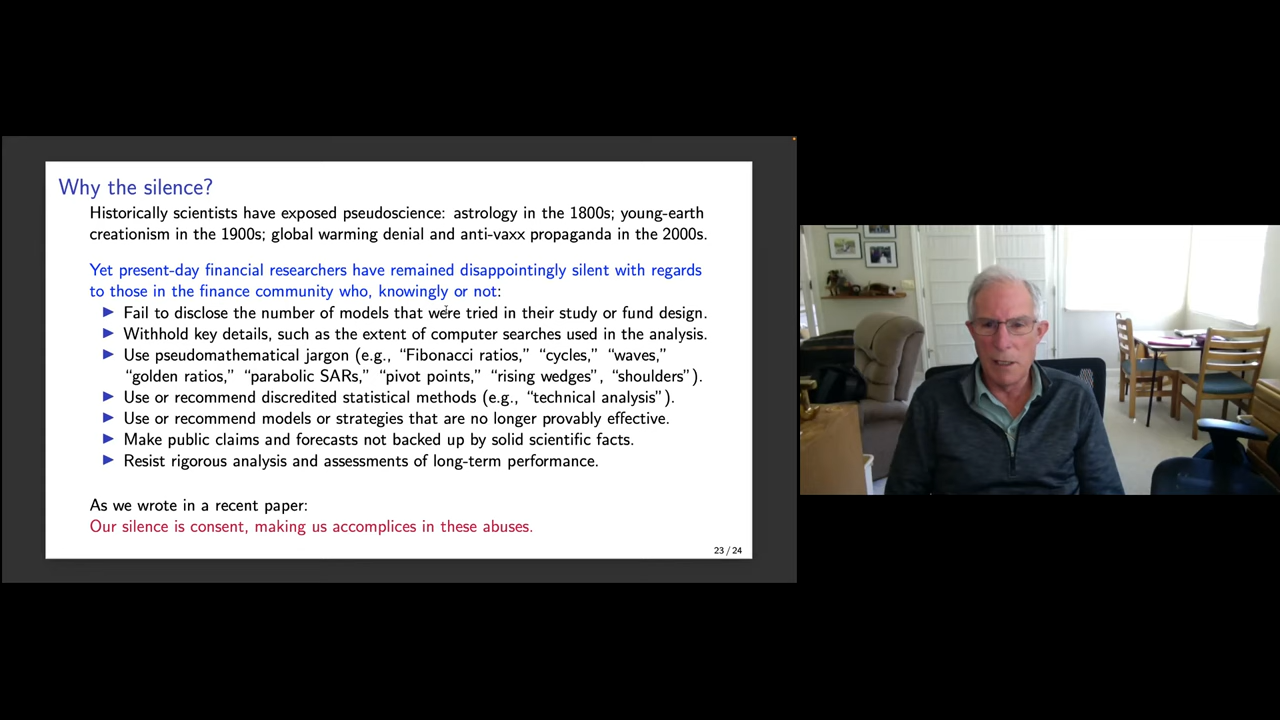 Why the silence?
Historically scientists have exposed pseudoscience: astrology in the 1800s; young-earth
creationism in the 1900s; global warming denial and anti-vaxx propaganda in the 2000s.
Yet present-day financial researchers have remained disappointingly silent with regards
to those in the finance community who, knowingly or not:
▶ Fail to disclose the number of models that were tried in their study or fund design.
▶ Withhold key details, such as the extent of computer searches used in the analysis.
▶ Use pseudomathematical jargon (e.g., “Fibonacci ratios,” “cycles,” “waves,”
“golden ratios,” “parabolic SARs,” “pivot points,” “rising wedges”, “shoulders”).
▶ Use or recommend discredited statistical methods (e.g., “technical analysis”).
▶ Use or recommend models or strategies that are no longer provably effective.
▶ Make public claims and forecasts not backed up by solid scientific facts.
▶ Resist rigorous analysis and assessments of long-term performance.
As we wrote in a recent paper:
Our silence is consent, making us accomplices in these abuses.
23 / 24